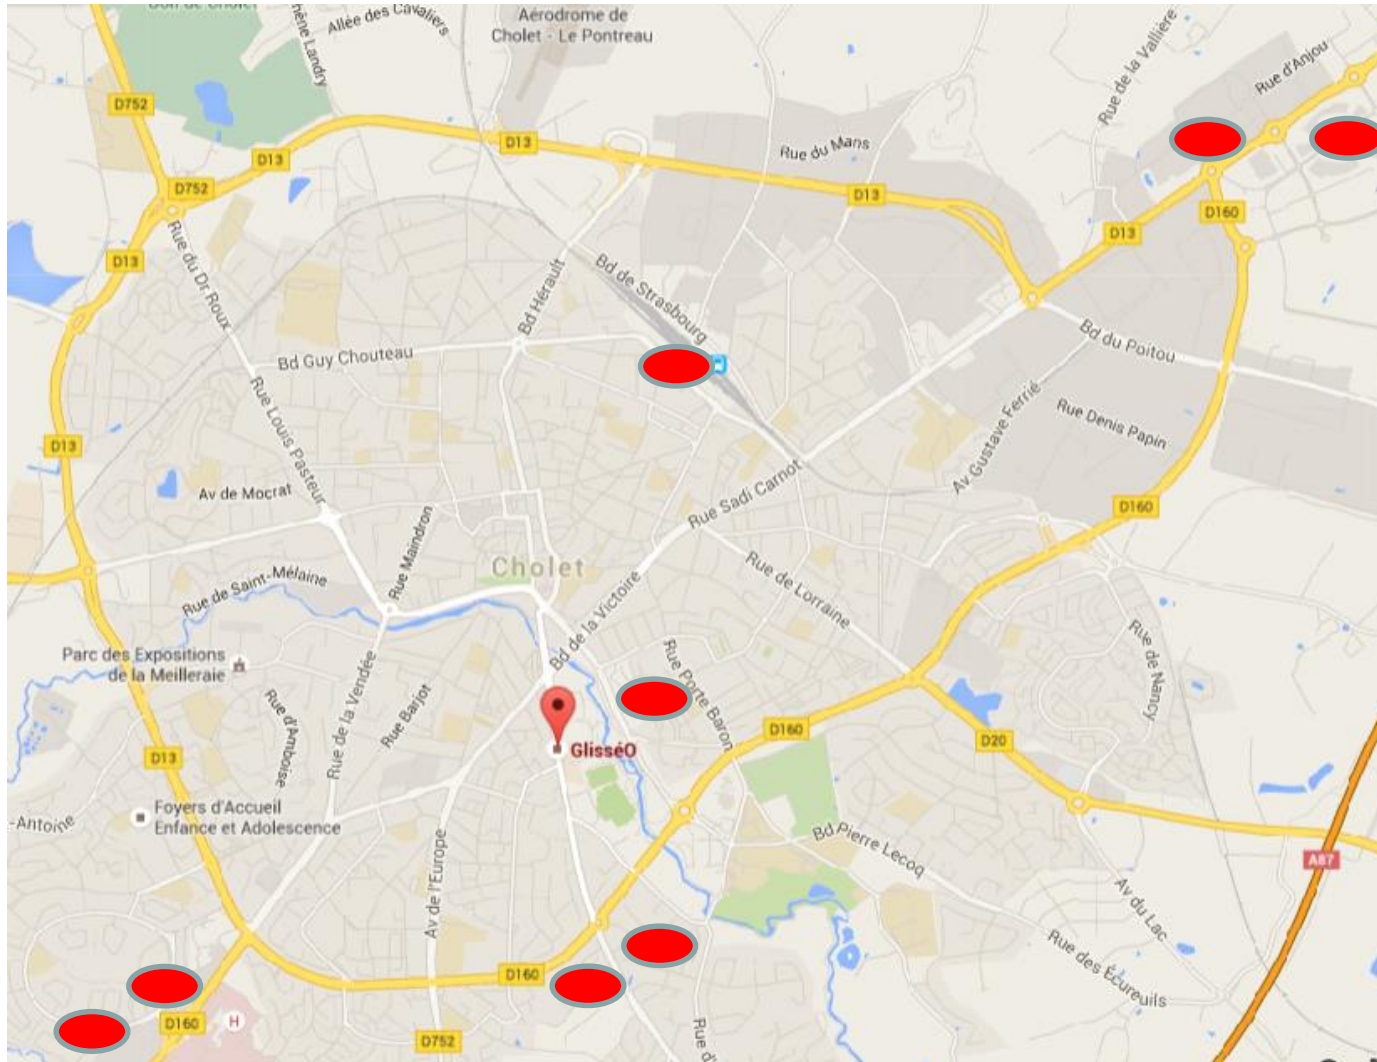 Allée des Cavaliers
Aérodrome de
Cholet - Le Pontreau
Rue de la Vallière
Rue d'Anjou
D752
D13
D13
Rue du Mans
D752
D13
D160
D13
D13
Rue du Dr Roux
Bd Hérault
Bd de Strasbourg
Bd Guy Chouteau
Bd du Poitou
Rue Louis Pasteur
Av Gustave Ferrié
Rue Denis Papin
D13
Av de Mocrat
Rue Maindron
Rue Sadi Carnot
D160
Cholet
Rue de Saint-Mélaine
Rue de Lorraine
Bd de la Victoire
Rue de Nancy
Parc des Expositions
de la Meilleraie
Rue Porte Baron
Rue de la Vendée
Rue Barjot
Rue d'Amboise
GlisséO
D160
D20
D13
Foyers d'Accueil
Enfance et Adolescence
-Antoine
Bd Pierre Lecoq
A87
Av de l'Europe
Av du Lac
Rue des Écureuils
D160
D160
H
D752
Rue d'